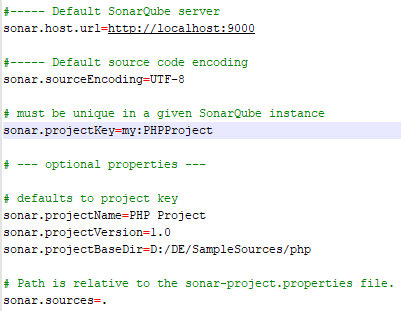 #----- Default SonarQube server
sonar.host.url=http://localhost:9000
#----- Default source code encoding
sonar.sourceEncoding=UTF-8
# must be unique in a given SonarQube instance
sonar.projectKey=my:PHPProject
# --- optional properties ---
# defaults to project key
sonar.projectName=PHP Project
sonar.projectVersion=1.0
sonar.projectBaseDir=D:/DE/SampleSources/php
# Path is relative to the sonar-project.properties file.
sonar.sources=.